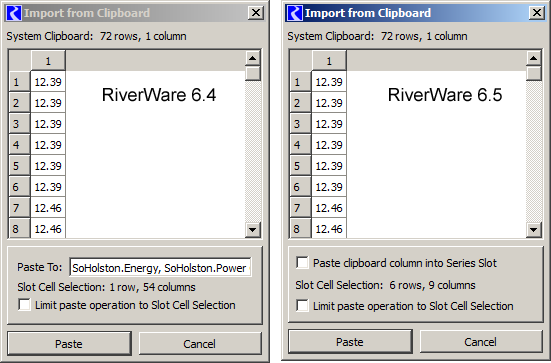 Import from Clipboard
System Clipboard: 72 rows, 1 column
1
1 12.39
2 12.39
3 12.39
4 12.39
5 12.39
6 12.39
7 12.46
8 12.46
RiverWare 6.4
Paste To: SoHolston.Energy, SoHolston.Power
Slot Cell Selection: 1 row, 54 columns
Limit paste operation to Slot Cell Selection
Paste Cancel
Import from Clipboard
System Clipboard: 72 rows, 1 column
1
1 12.39
2 12.39
3 12.39
4 12.39
5 12.39
6 12.39
7 12.46
8 12.46
RiverWare 6.5
Paste clipboard column into Series Slot
Slot Cell Selection: 6 rows, 9 columns
Limit paste operation to Slot Cell Selection
Paste Cancel